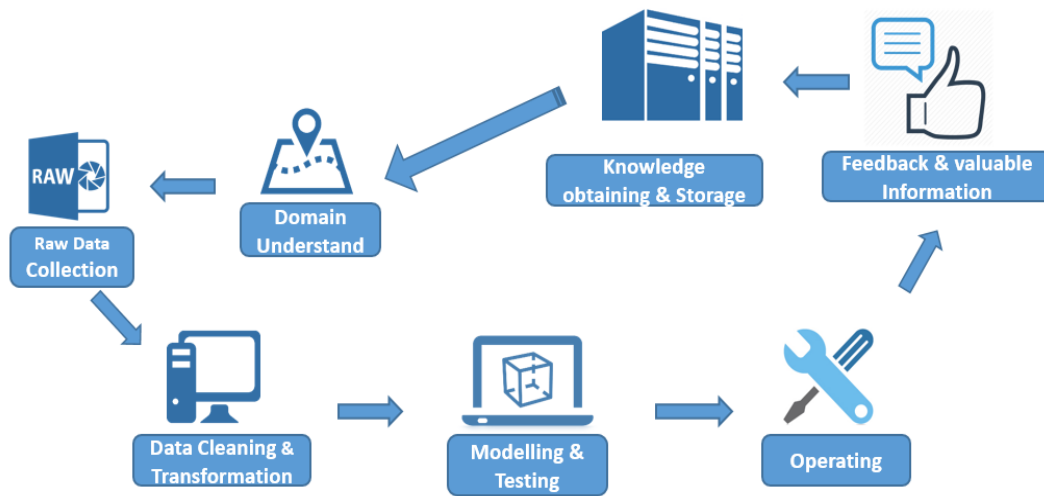 Knowledge
obtaining & Storage
Feedback & valuable
Information
RAW
Domain
Understand
Raw Data
Collection
Data Cleaning &
Transformation
Modelling &
Testing
Operating